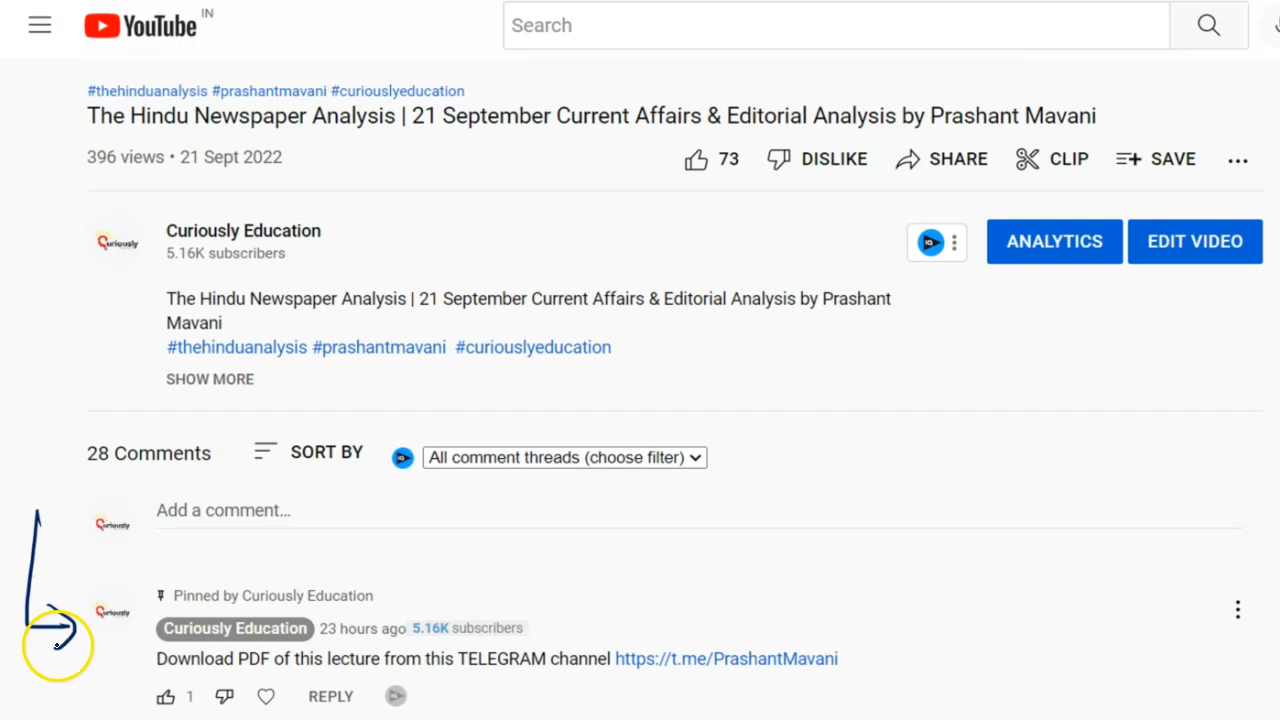 YouTube IN
Search
#thehinduanalysis #prashantmavani #curiouslyeducation
The Hindu Newspaper Analysis | 21 September Current Affairs & Editorial Analysis by Prashant Mavani
396 views • 21 Sept 2022
73 DISLIKE SHARE CLIP SAVE ...
Curiously
Curiously Education
5.16K subscribers
IQ
ANALYTICS
EDIT VIDEO
The Hindu Newspaper Analysis | 21 September Current Affairs & Editorial Analysis by Prashant
Mavani
#thehinduanalysis #prashantmavani #curiouslyeducation
SHOW MORE
28 Comments SORT BY All comment threads (choose filter)
Curiously
Add a comment...
Curiously
Pinned by Curiously Education
Curiously Education 23 hours ago 5.16K subscribers
Download PDF of this lecture from this TELEGRAM channel https://t.me/PrashantMavani
1 REPLY